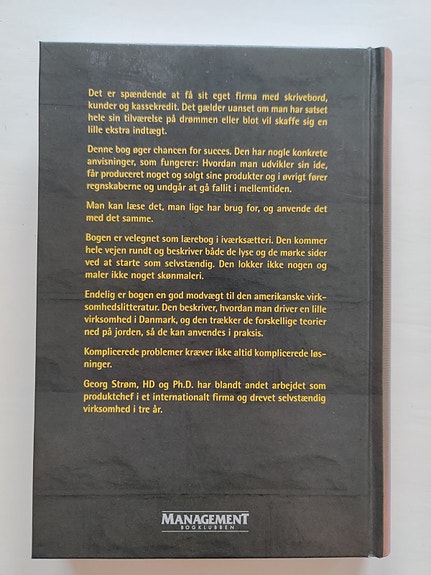 Det er spændende at få sit eget firma med skrivebord,
kunder og kassekredit. Det gælder uanset om man har satset
hele sin tilværelse på drømmen eller blot vil skaffe sig en
lille ekstra indtægt.
Denne bog øger chancen for succes. Den har nogle konkrete
anvisninger, som fungerer: Hvordan man udvikler sin ide,
får produceret noget og solgt sine produkter og i øvrigt fører
regnskaberne og undgår at gå fallit i mellemtiden.
Man kan læse det, man lige har brug for, og anvende det
med det samme.
Bogen er velegnet som lærebog i iværksætteri. Den kommer
hele vejen rundt og beskriver både de lyse og de mørke sider
ved at starte som selvstændig. Den lokker ikke nogen og
maler ikke noget skønmaleri.
Endelig er bogen en god modvægt til den amerikanske virk-
somhedslitteratur. Den beskriver, hvordan man driver en lille
virksomhed i Danmark, og den trækker de forskellige teorier
ned på jorden, så de kan anvendes i praksis.
Komplicerede problemer kræver ikke altid komplicerede løs-
ninger.
Georg Strøm, HD og Ph.D. har blandt andet arbejdet som
produktchef i et internationalt firma og drevet selvstændig
virksomhed i tre år.
MANAGEMENT
BOGKLUBBEN